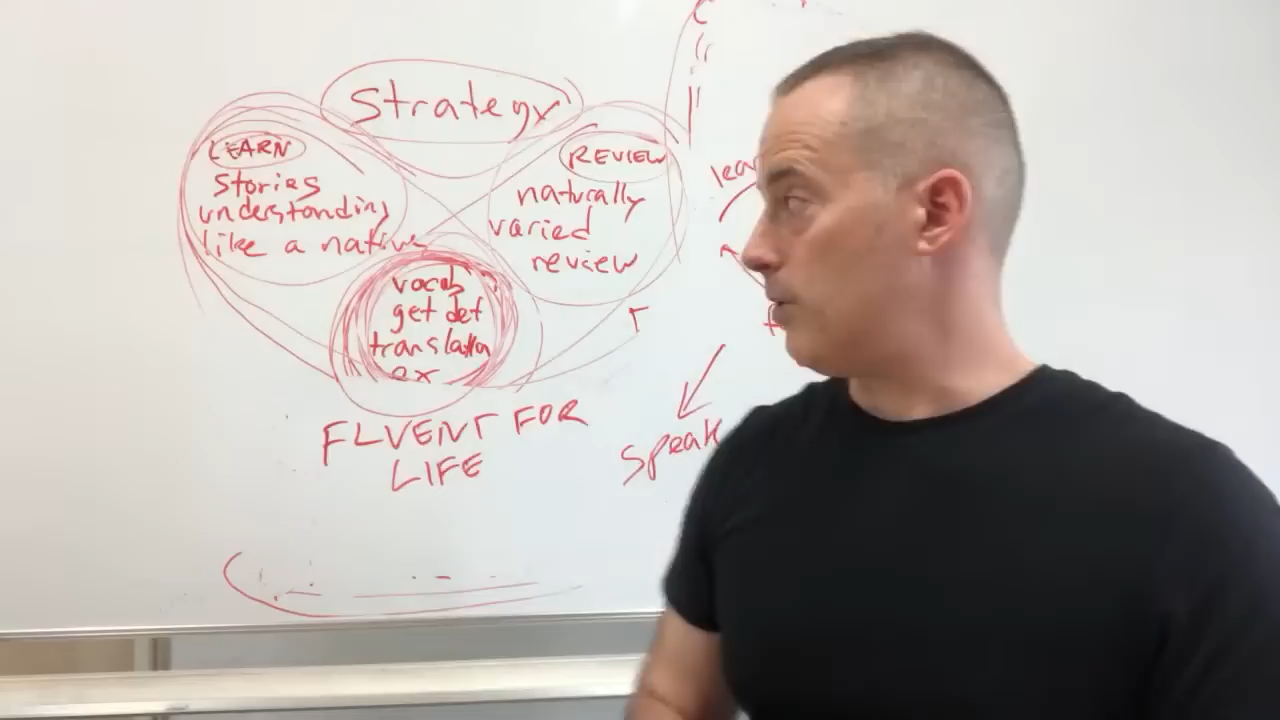 Strategy
LEARN
stories
understanding
like a native
REVIEW
naturally
varied
review
vocab
get def
translation
ex
FLUENT FOR
LIFE
speak